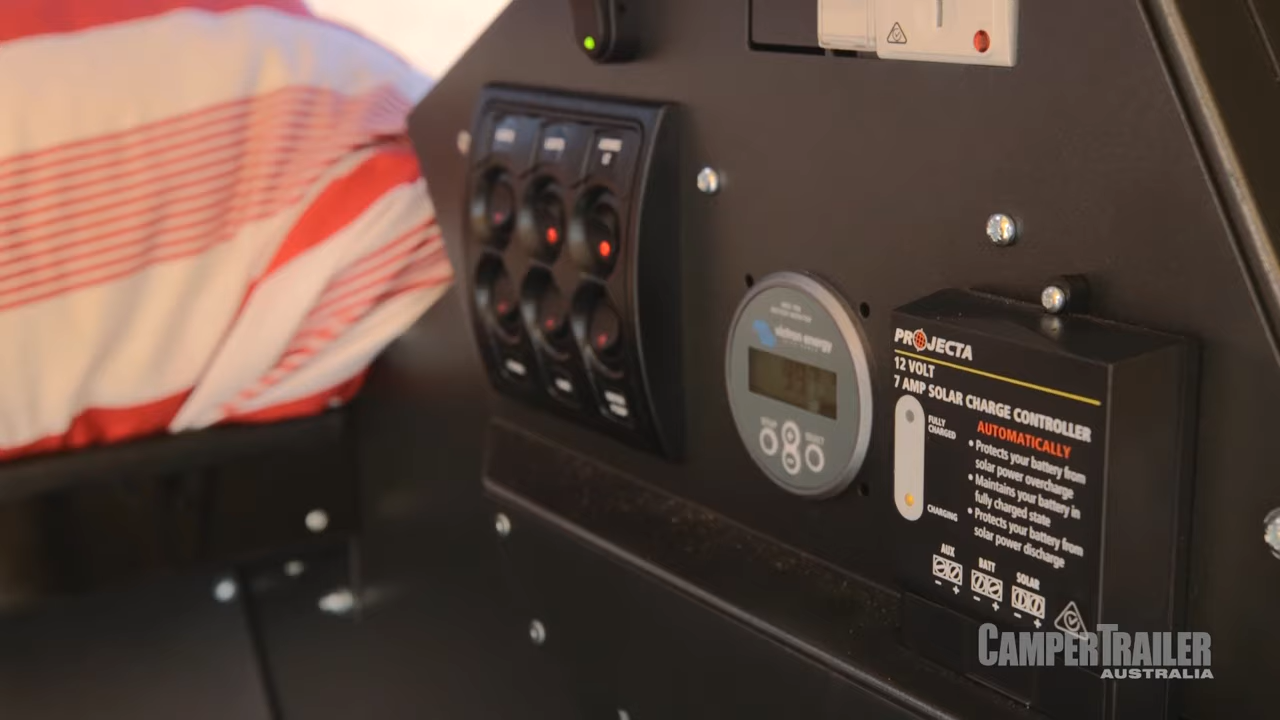 victron energy
PROJECTA
12 VOLT
7 AMP SOLAR CHARGE CONTROLLER
AUTOMATICALLY
• Protects your battery from
solar power overcharge
• Maintains your battery in
fully charged state
• Protects your battery from
solar power discharge
FULLY
CHARGED
CHARGING
AUX
BATT
SOLAR
- +
- +
- +
CAMPERTRAILER
AUSTRALIA